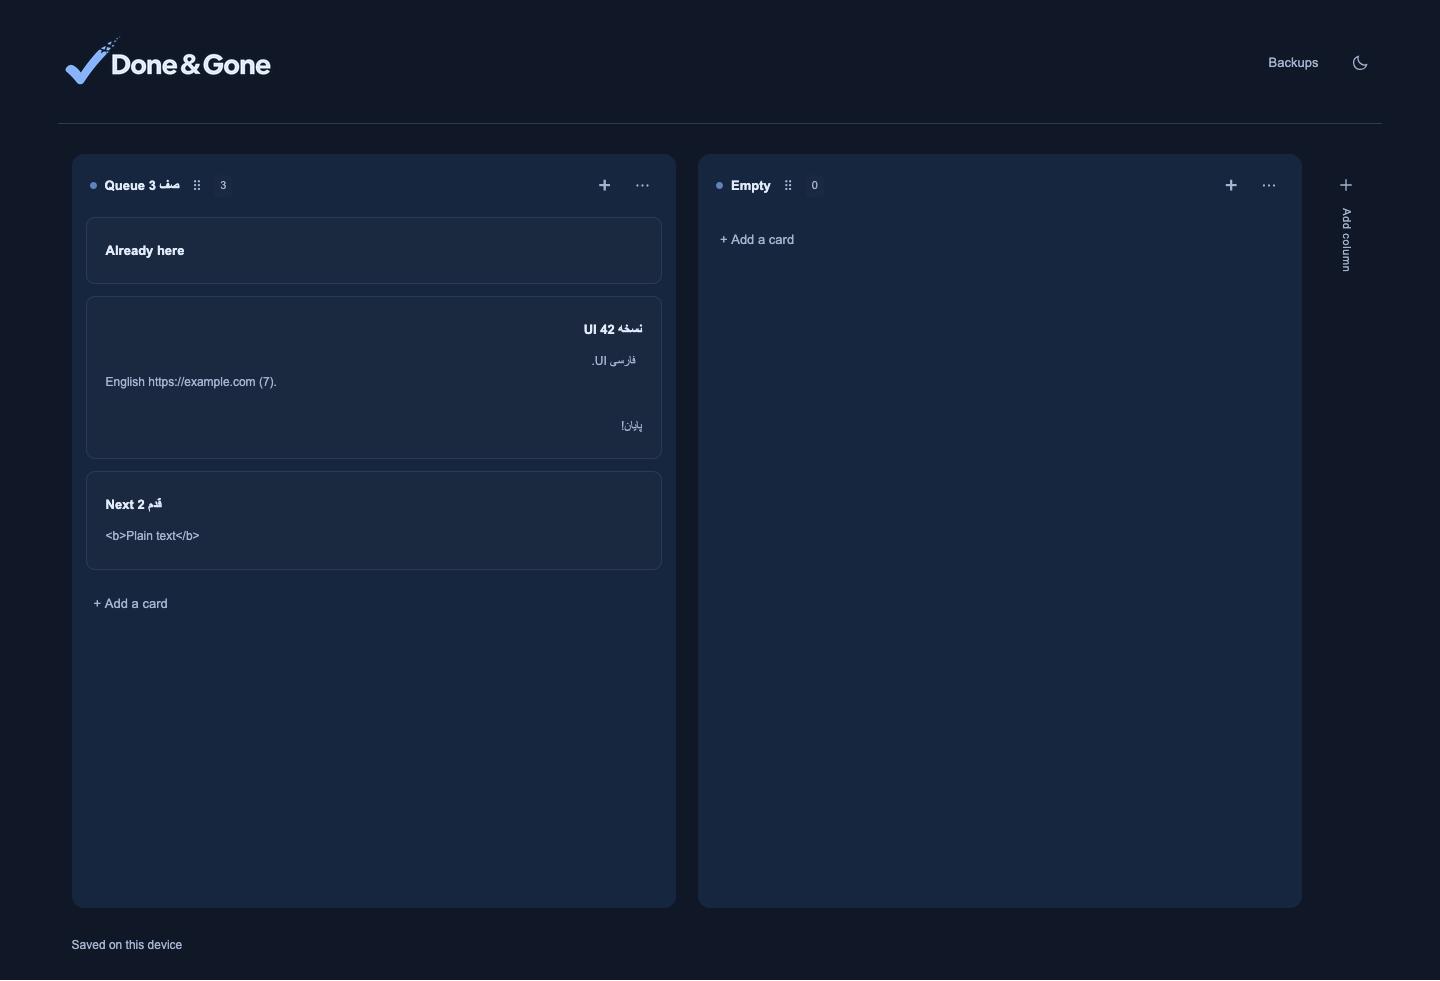 Done & Gone
Backups
Queue 3 صف
3
Already here
نسخه 42 UI
فارسی UI.
English https://example.com (7).
پایان!
Next 2 قدم
<b>Plain text</b>
+ Add a card
Empty
0
+ Add a card
Add column
Saved on this device